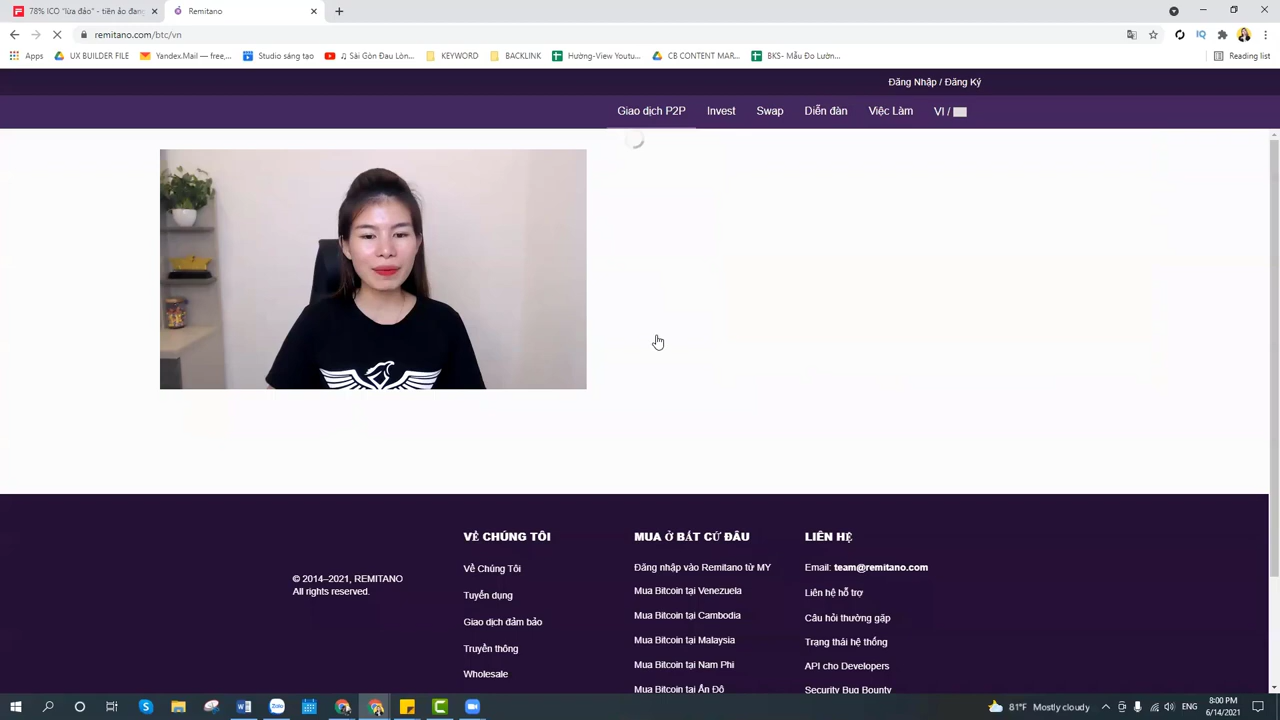 78% ICO "lừa đảo" - tiền ảo đang
Remitano
remitano.com/btc/vn
Apps
UX BUILDER FILE
Yandex.Mail — free,...
Studio sáng tạo
♫ Sài Gòn Đau Lòn...
KEYWORD
BACKLINK
Hường-View Youtu...
CB CONTENT MAR...
BKS- Mẫu Đo Lườn...
Reading list
Đăng Nhập / Đăng Ký
Giao dịch P2P
Invest
Swap
Diễn đàn
Việc Làm
VI /
© 2014–2021, REMITANO
All rights reserved.
VỀ CHÚNG TÔI
Về Chúng Tôi
Tuyển dụng
Giao dịch đảm bảo
Truyền thông
Wholesale
MUA Ở BẤT CỨ ĐÂU
Đăng nhập vào Remitano từ MY
Mua Bitcoin tại Venezuela
Mua Bitcoin tại Cambodia
Mua Bitcoin tại Malaysia
Mua Bitcoin tại Nam Phi
Mua Bitcoin tại Ấn Độ
LIÊN HỆ
Email: team@remitano.com
Liên hệ hỗ trợ
Câu hỏi thường gặp
Trạng thái hệ thống
API cho Developers
Security Bug Bounty
81°F Mostly cloudy
ENG
8:00 PM
6/14/2021